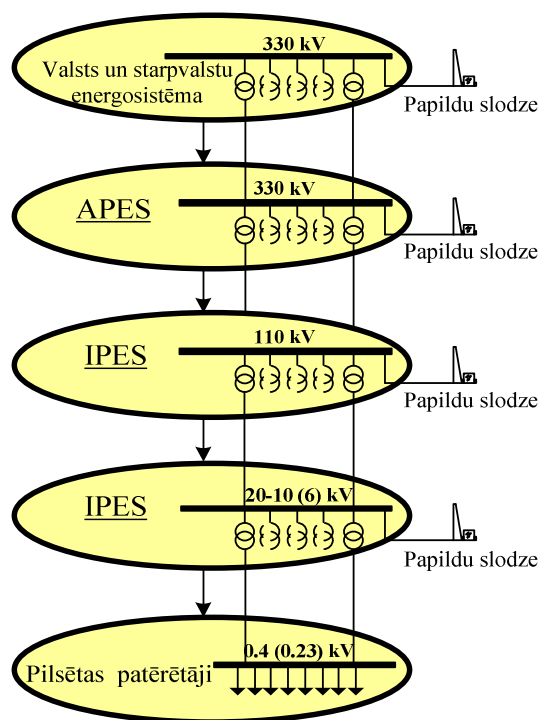 330 kV
Valsts un starpvalstu
energosistēma
Papildu slodze
330 kV
APES
Papildu slodze
110 kV
IPES
Papildu slodze
20-10 (6) kV
IPES
Papildu slodze
0.4 (0.23) kV
Pilsētas patērētāji